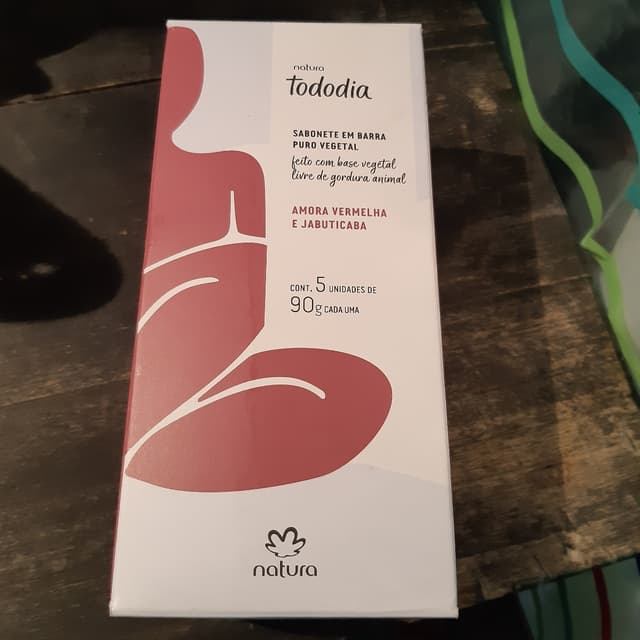 natura
tododia
SABONETE EM BARRA
PURO VEGETAL
feito com base vegetal
livre de gordura animal
AMORA VERMELHA
E JABUTICABA
CONT. 5 UNIDADES DE
90g CADA UMA
natura